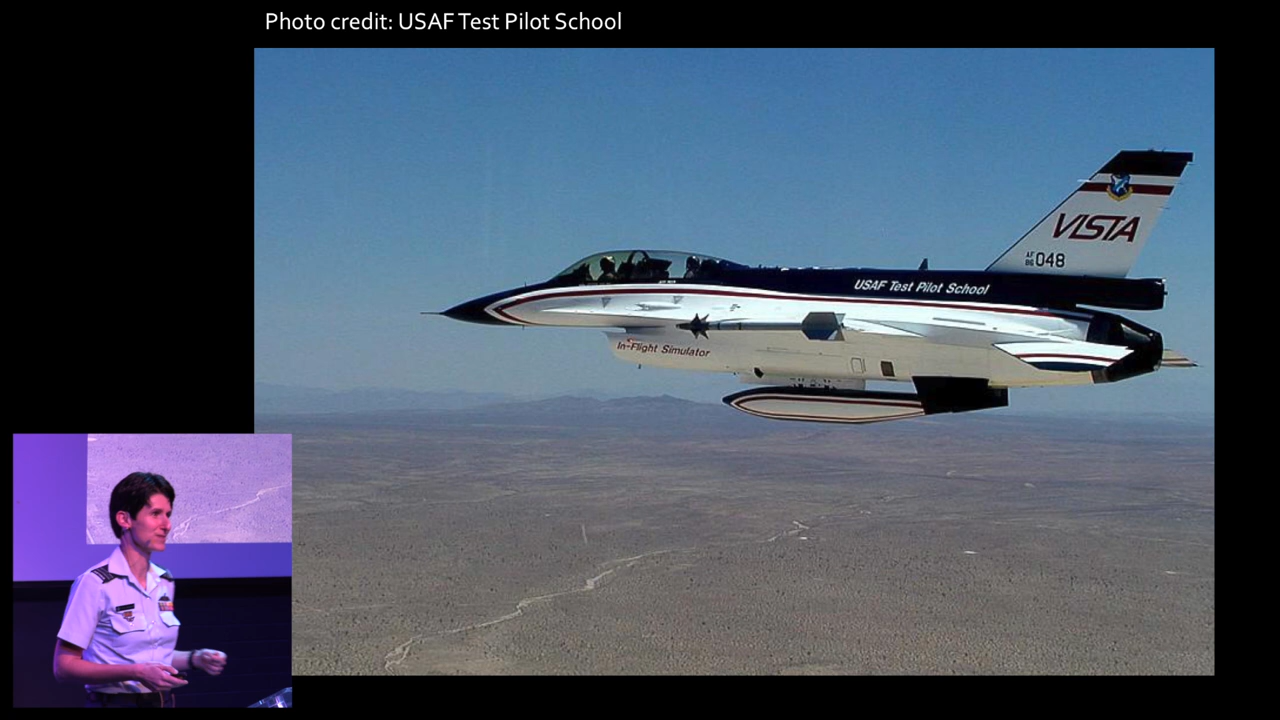 Photo credit: USAF Test Pilot School
VISTA
AF
86 048
USAF Test Pilot School
In-Flight Simulator